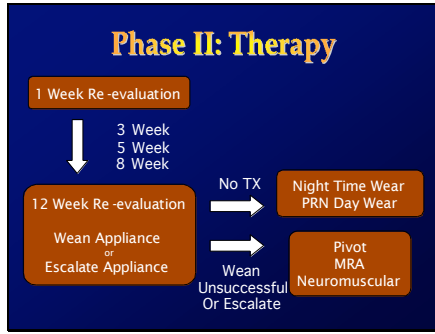 Phase II: Therapy
1 Week Re-evaluation
3 Week
5 Week
8 Week
12 Week Re-evaluation
Wean Appliance
or
Escalate Appliance
No TX
Night Time Wear
PRN Day Wear
Wean
Unsuccessful
Or Escalate
Pivot
MRA
Neuromuscular